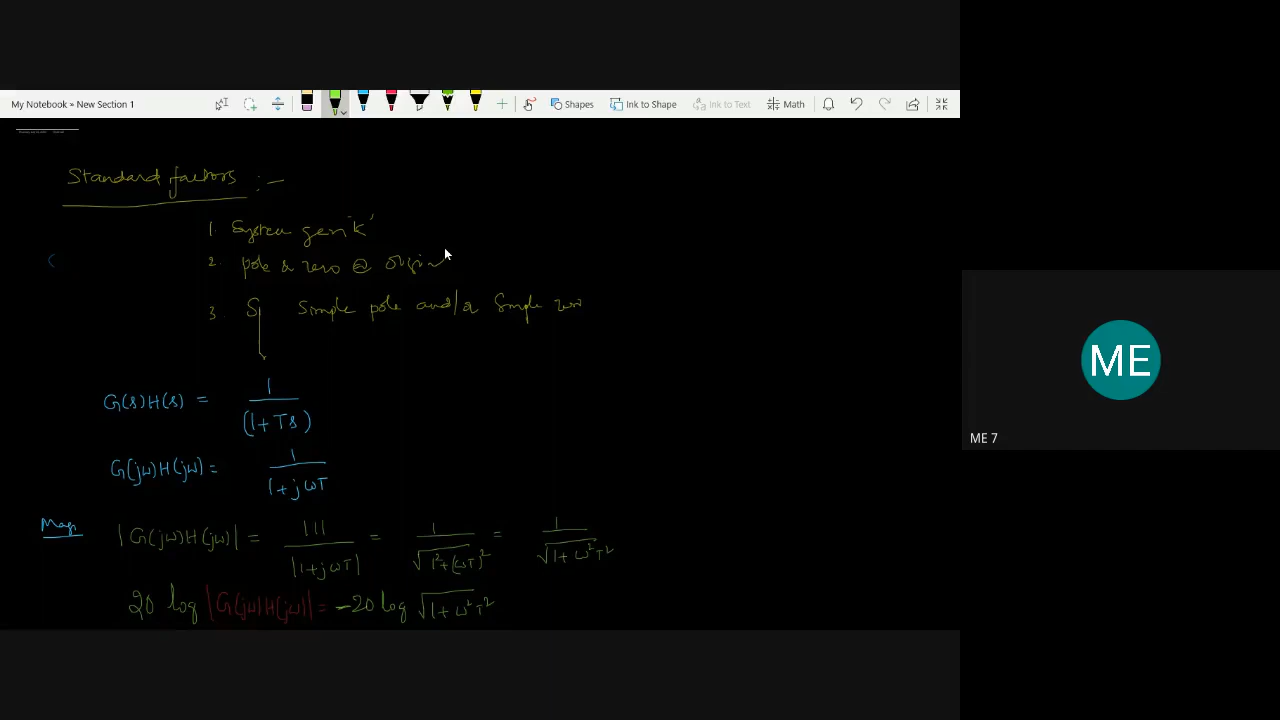 My Notebook » New Section 1
Shapes Ink to Shape Ink to Text Math
Standard factors :-
1. System gain 'K'
2. pole & zero @ origin
3. S Simple pole and/or Simple zero
G(s)H(s) = 1/(1+Ts)
G(jω)H(jω) = 1/1+jωT
Mag.
|G(jω)H(jω)| = |1|/|1+jωT| = 1/√1²+(ωT)² = 1/√1+ω²T²
20 log |G(jω)H(jω)| = -20 log √1+ω²T²
ME
ME 7